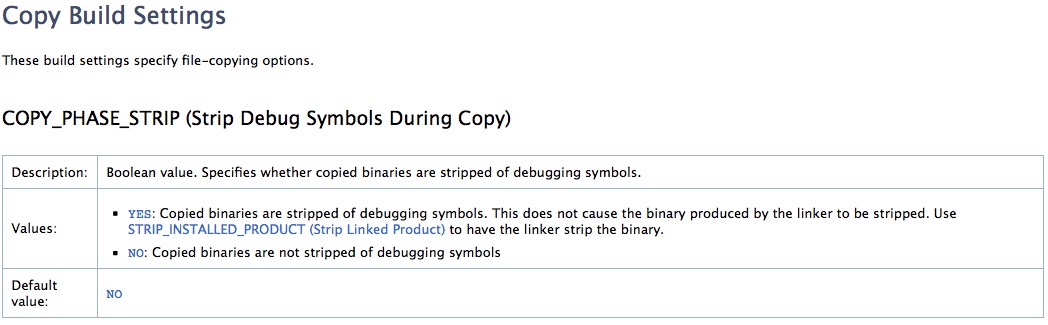 Copy Build Settings
These build settings specify file-copying options.
COPY_PHASE_STRIP (Strip Debug Symbols During Copy)
Description: Boolean value. Specifies whether copied binaries are stripped of debugging symbols.
Values:
▪ YES: Copied binaries are stripped of debugging symbols. This does not cause the binary produced by the linker to be stripped. Use
STRIP_INSTALLED_PRODUCT (Strip Linked Product) to have the linker strip the binary.
▪ NO: Copied binaries are not stripped of debugging symbols
Default
value:
NO